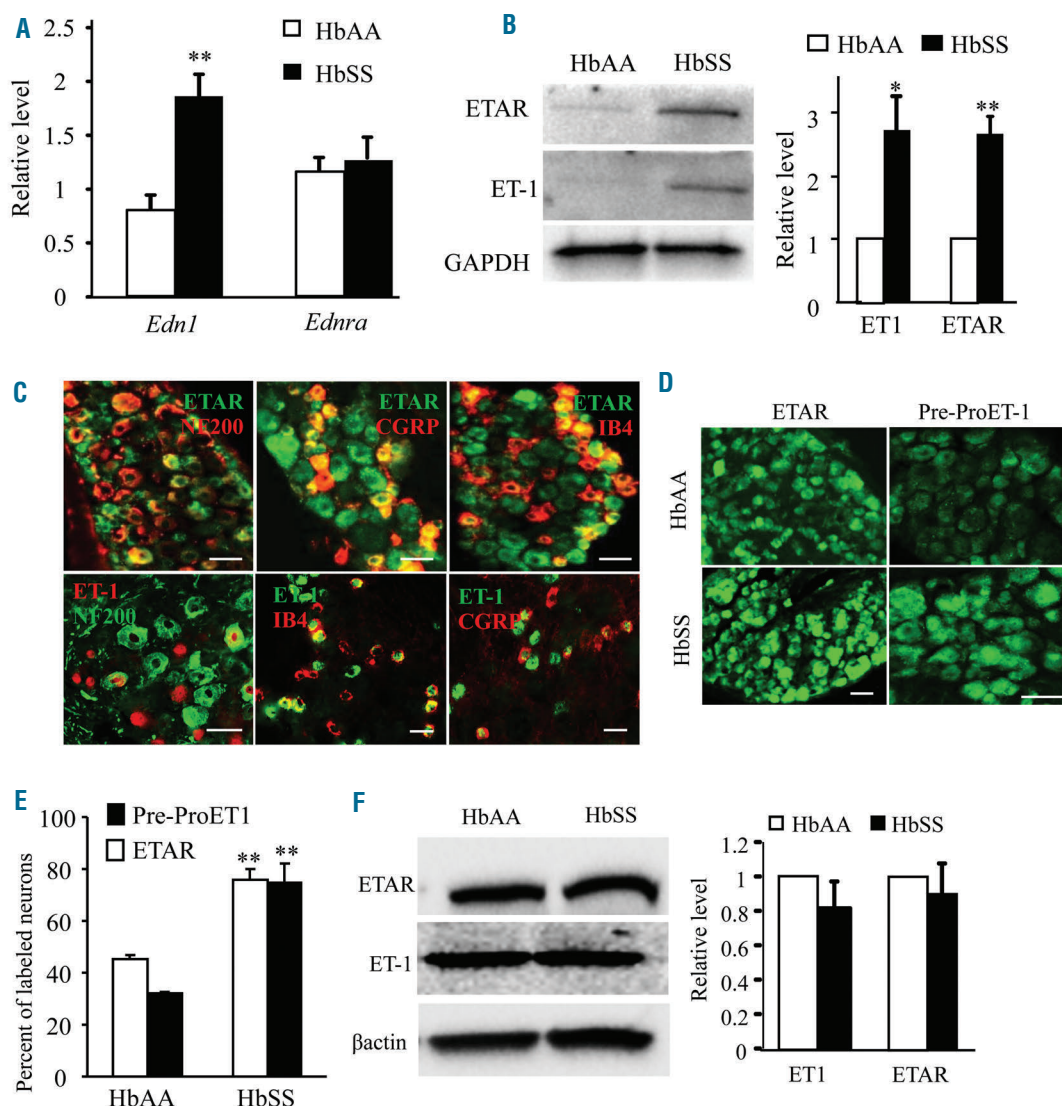 A
2.5
2
1.5
1
0.5
0
Relative level
**
HbAA
HbSS
Edn1
Ednra
B
HbAA HbSS
ETAR
ET-1
GAPDH
HbAA HbSS
3
2
1
0
Relative level
*
**
ET1 ETAR
C
ETAR
NF200
ETAR
CGRP
ETAR
IB4
ET-1
NF200
ET-1
IB4
ET-1
CGRP
D
ETAR Pre-ProET-1
HbAA
HbSS
E
100
80
60
40
20
0
Percent of labeled neurons
Pre-ProET1
ETAR
** **
HbAA HbSS
F
HbAA HbSS
ETAR
ET-1
βactin
HbAA HbSS
1.2
1
0.8
0.6
0.4
0.2
0
Relative level
ET1 ETAR